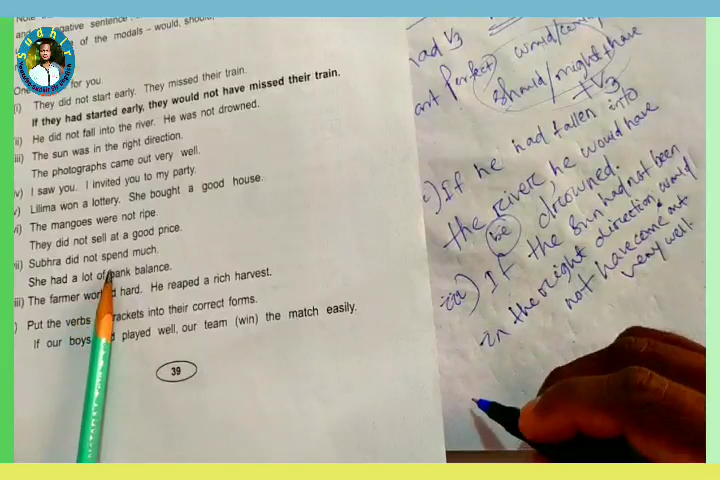 Note
and negative sentence
of the modals – would, should,
One for you.
(i) They did not start early. They missed their train.
If they had started early, they would not have missed their train.
ii) He did not fall into the river. He was not drowned.
iii) The sun was in the right direction.
The photographs came out very well.
iv) I saw you. I invited you to my party.
v) Lilima won a lottery. She bought a good house.
vi) The mangoes were not ripe.
They did not sell at a good price.
vii) Subhra did not spend much.
She had a lot of bank balance.
iii) The farmer worked hard. He reaped a rich harvest.
) Put the verbs brackets into their correct forms.
If our boys played well, our team (win) the match easily.
39
had V3
would/could
perfect
should/might have
+V3
If he had fallen into
the river, he would have
be drowned.
If the sun had not been
in the right direction, would
not have come out
very well.
Sudhir